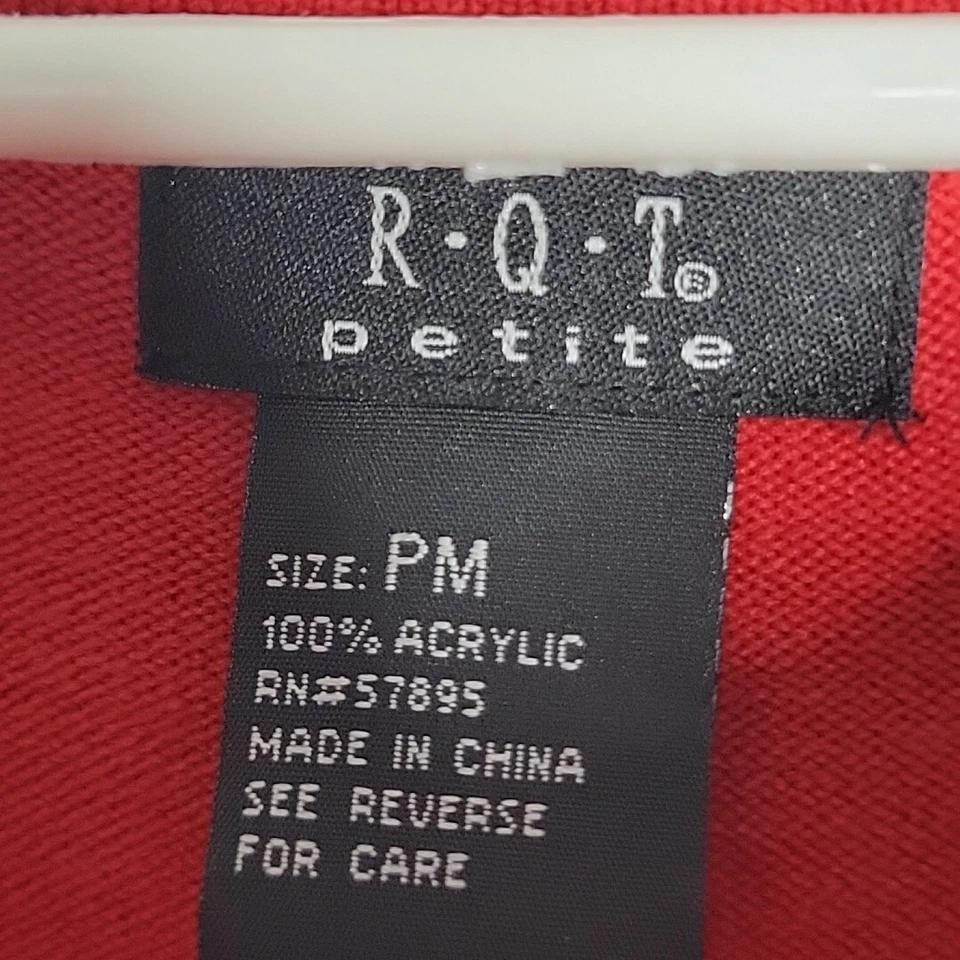 R·Q·T®
petite
SIZE: PM
100% ACRYLIC
RN#57895
MADE IN CHINA
SEE REVERSE
FOR CARE